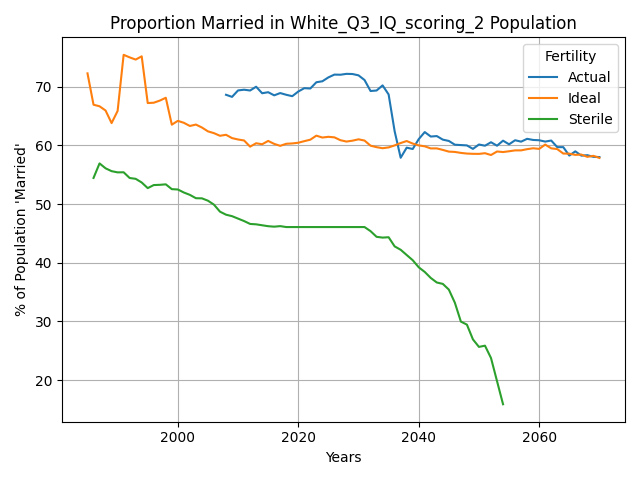 Proportion Married in White_Q3_IQ_scoring_2 Population
Fertility
Actual
Ideal
Sterile
% of Population 'Married'
70
60
50
40
30
20
2000
2020
2040
2060
Years